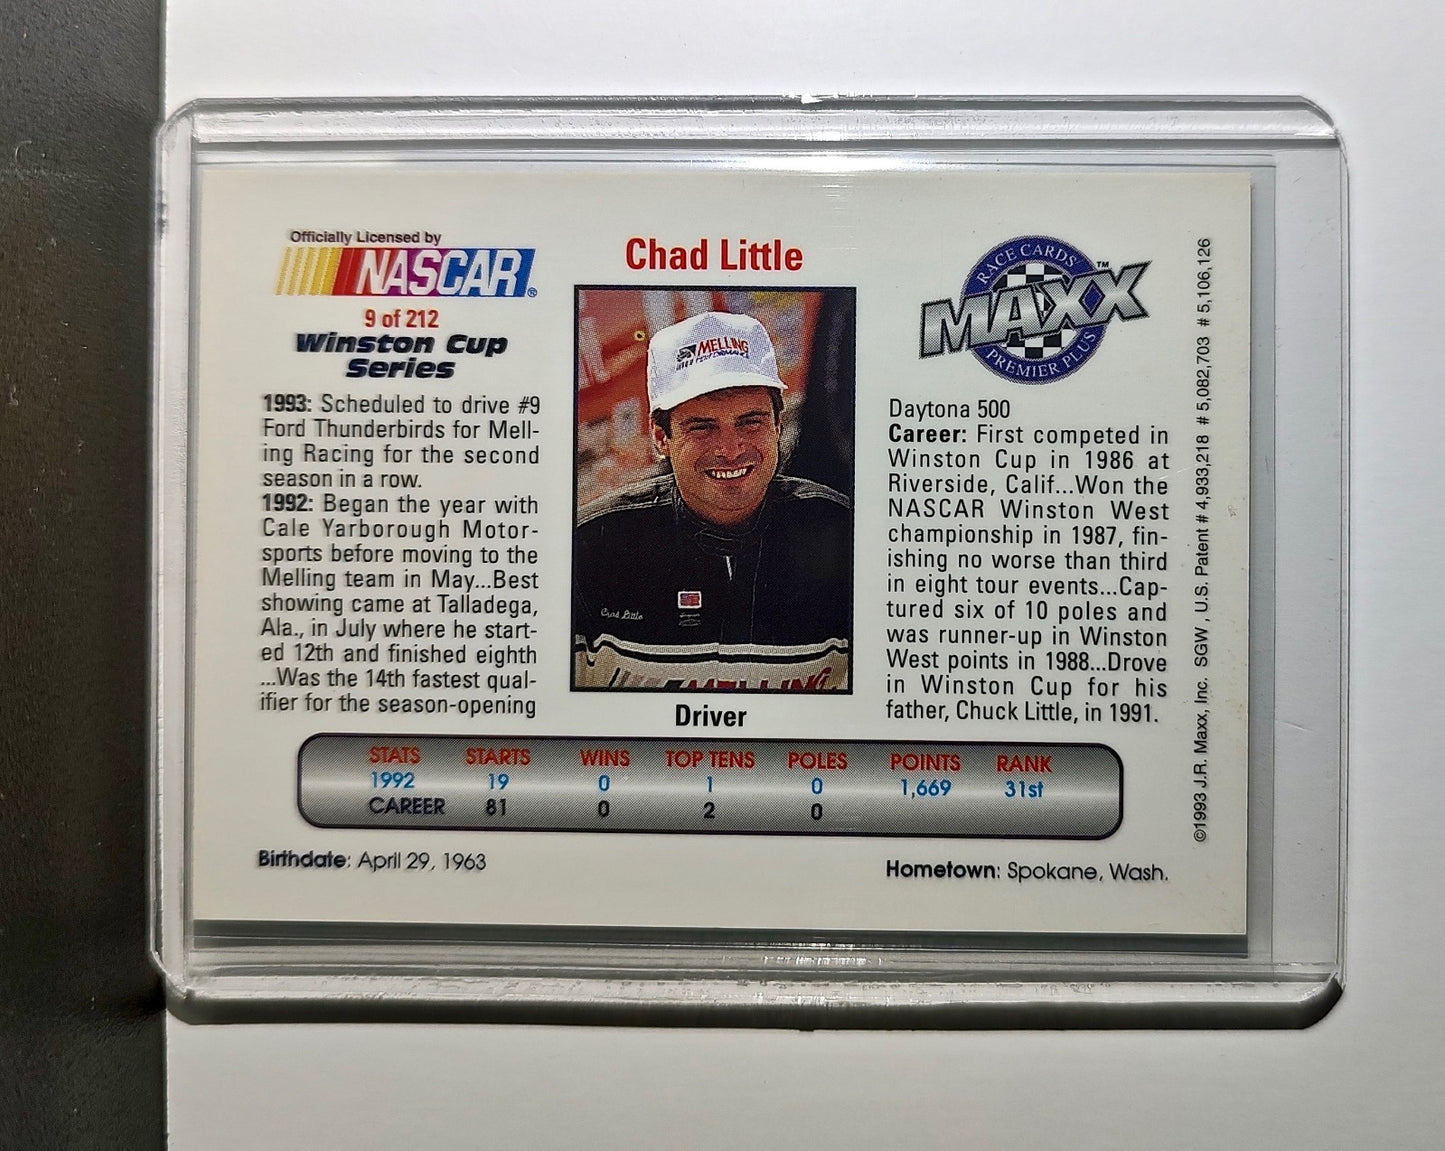 Officially Licensed by
NASCAR®
9 of 212
Winston Cup
Series
1993: Scheduled to drive #9
Ford Thunderbirds for Mell-
ing Racing for the second
season in a row.
1992: Began the year with
Cale Yarborough Motor-
sports before moving to the
Melling team in May...Best
showing came at Talladega,
Ala., in July where he start-
ed 12th and finished eighth
...Was the 14th fastest qual-
ifier for the season-opening
Chad Little
MELLING
PERFORMANCE
Chad Little
MELLING
Driver
RACE CARDS
MAXX™
PREMIER PLUS
Daytona 500
Career: First competed in
Winston Cup in 1986 at
Riverside, Calif...Won the
NASCAR Winston West
championship in 1987, fin-
ishing no worse than third
in eight tour events...Cap-
tured six of 10 poles and
was runner-up in Winston
West points in 1988...Drove
in Winston Cup for his
father, Chuck Little, in 1991.
STATS STARTS WINS TOP TENS POLES POINTS RANK
1992 19 0 1 0 1,669 31st
CAREER 81 0 2 0
Birthdate: April 29, 1963
Hometown: Spokane, Wash.
©1993 J.R. Maxx, Inc. SGW , U.S. Patent # 4,933,218 # 5,082,703 # 5,106,126